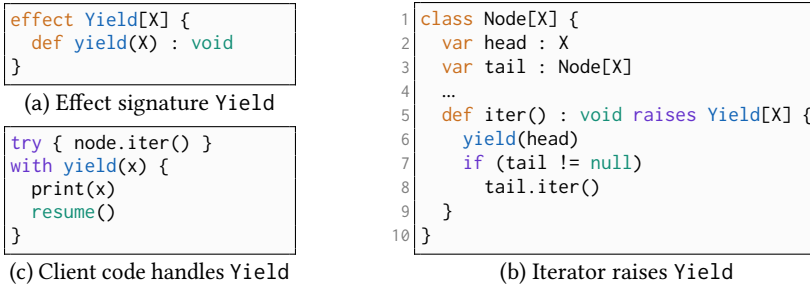 effect Yield[X] {
def yield(X) : void
}
(a) Effect signature Yield
try { node.iter() }
with yield(x) {
print(x)
resume()
}
(c) Client code handles Yield
1 class Node[X] {
2 var head : X
3 var tail : Node[X]
4 …
5 def iter() : void raises Yield[X] {
6 yield(head)
7 if (tail != null)
8 tail.iter()
9 }
10 }
(b) Iterator raises Yield